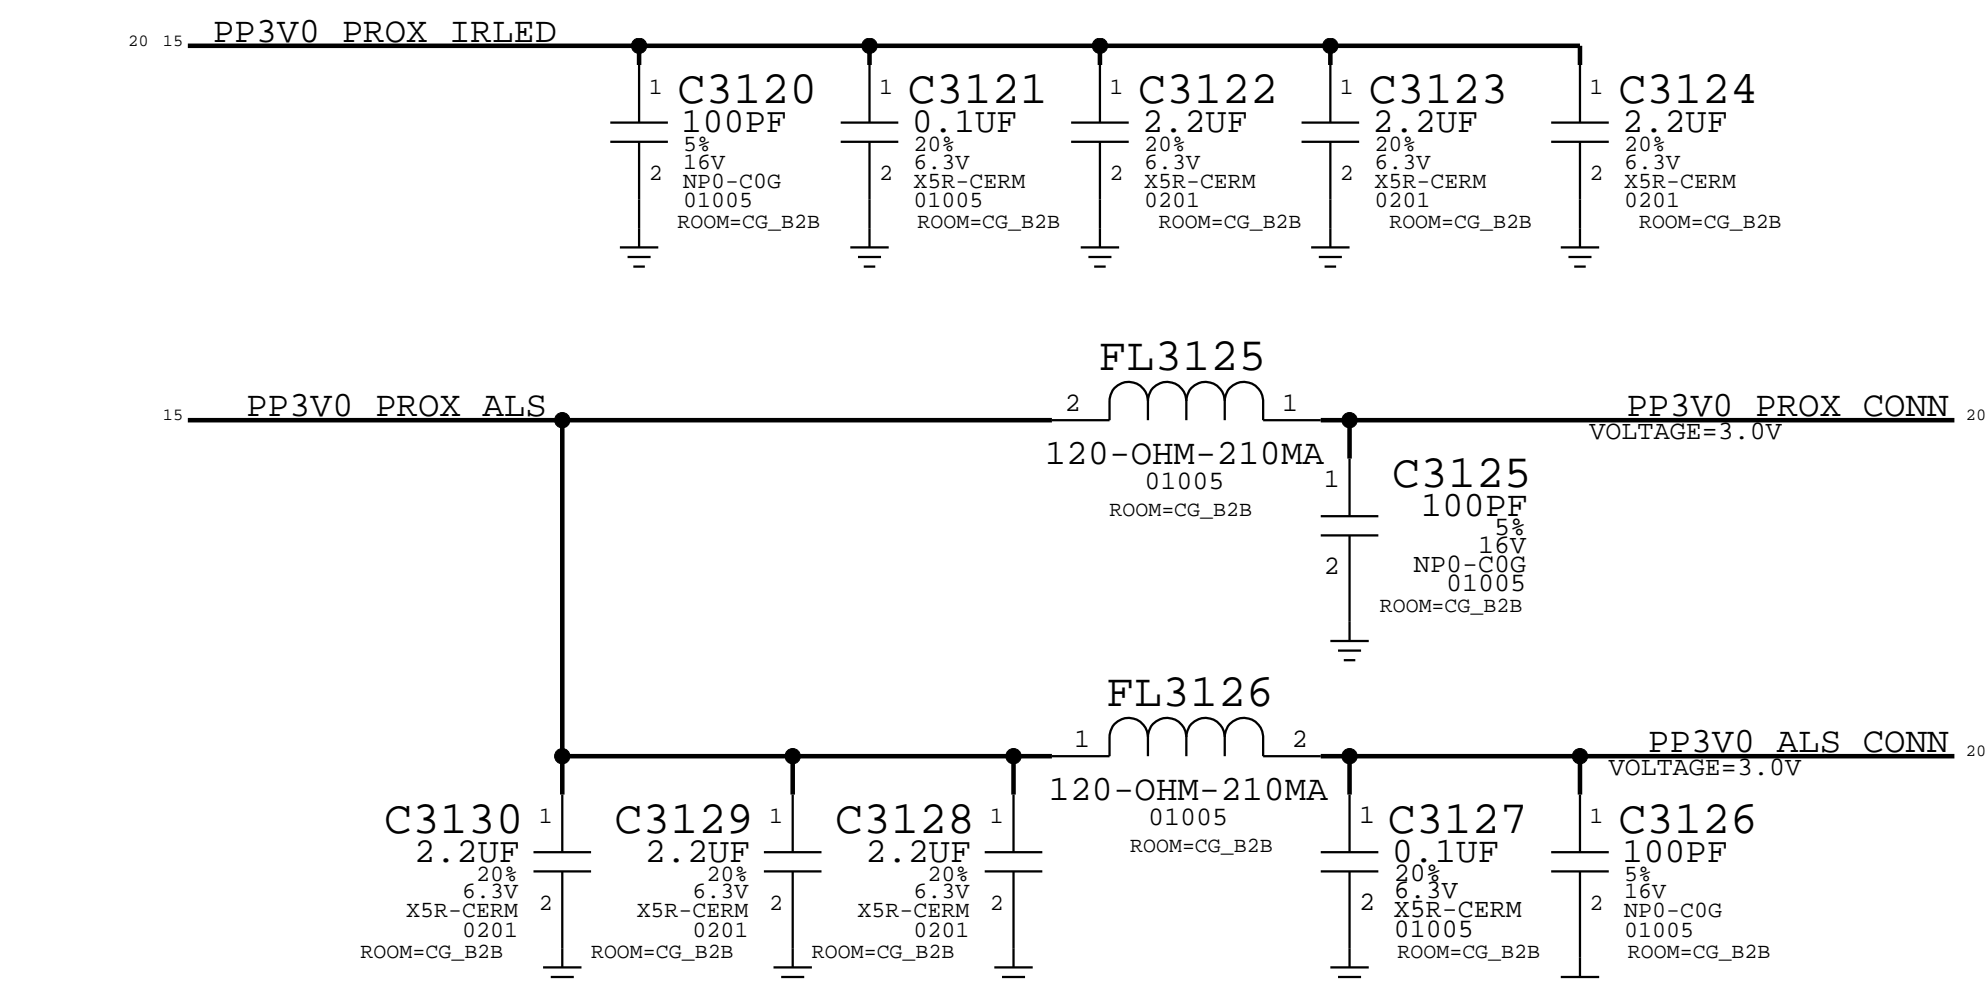 20 15 PP3V0 PROX IRLED
1 C3120
100PF
5%
16V
2 NP0-C0G
01005
ROOM=CG_B2B
1 C3121
0.1UF
20%
6.3V
2 X5R-CERM
01005
ROOM=CG_B2B
1 C3122
2.2UF
20%
6.3V
2 X5R-CERM
0201
ROOM=CG_B2B
1 C3123
2.2UF
20%
6.3V
2 X5R-CERM
0201
ROOM=CG_B2B
1 C3124
2.2UF
20%
6.3V
2 X5R-CERM
0201
ROOM=CG_B2B
15 PP3V0 PROX ALS
FL3125
2 1
120-OHM-210MA
01005
ROOM=CG_B2B
PP3V0 PROX CONN 20
VOLTAGE=3.0V
1 C3125
100PF
5%
16V
2 NP0-C0G
01005
ROOM=CG_B2B
FL3126
1 2
120-OHM-210MA
01005
ROOM=CG_B2B
PP3V0 ALS CONN 20
VOLTAGE=3.0V
C3130 1
2.2UF
20%
6.3V
X5R-CERM 2
0201
ROOM=CG_B2B
C3129 1
2.2UF
20%
6.3V
X5R-CERM 2
0201
ROOM=CG_B2B
C3128 1
2.2UF
20%
6.3V
X5R-CERM 2
0201
ROOM=CG_B2B
1 C3127
0.1UF
20%
6.3V
2 X5R-CERM
01005
ROOM=CG_B2B
1 C3126
100PF
5%
16V
2 NP0-C0G
01005
ROOM=CG_B2B